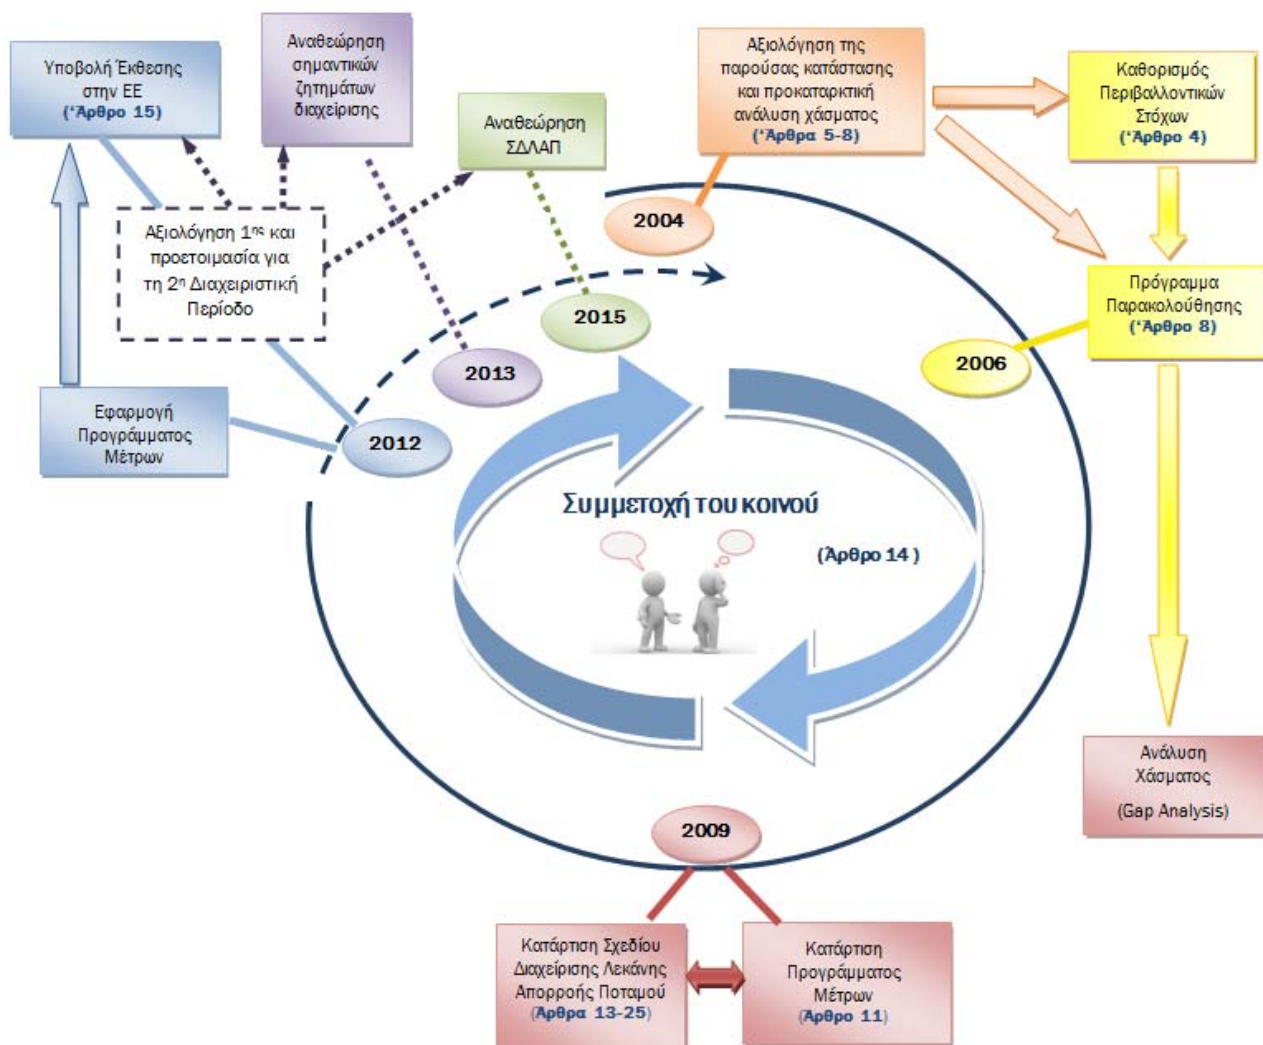 Υποβολή Έκθεσης
στην ΕΕ
(‘Άρθρο 15)
Αναθεώρηση
σημαντικών
ζητημάτων
διαχείρισης
Αναθεώρηση
ΣΔΛΑΠ
Αξιολόγηση της
παρούσας κατάστασης
και προκαταρκτική
ανάλυση χάσματος
(‘Άρθρα 5-8)
Καθορισμός
Περιβαλλοντικών
Στόχων
(‘Άρθρο 4)
Αξιολόγηση 1ης και
προετοιμασία για
τη 2η Διαχειριστική
Περίοδο
2004
Πρόγραμμα
Παρακολούθησης
(‘Άρθρο 8)
2015
2006
2013
Εφαρμογή
Προγράμματος
Μέτρων
2012
Συμμετοχή του κοινού
(Άρθρο 14 )
Ανάλυση
Χάσματος
(Gap Analysis)
2009
Κατάρτιση Σχεδίου
Διαχείρισης Λεκάνης
Απορροής Ποταμού
(Άρθρα 13-25)
Κατάρτιση
Προγράμματος
Μέτρων
(Άρθρο 11)